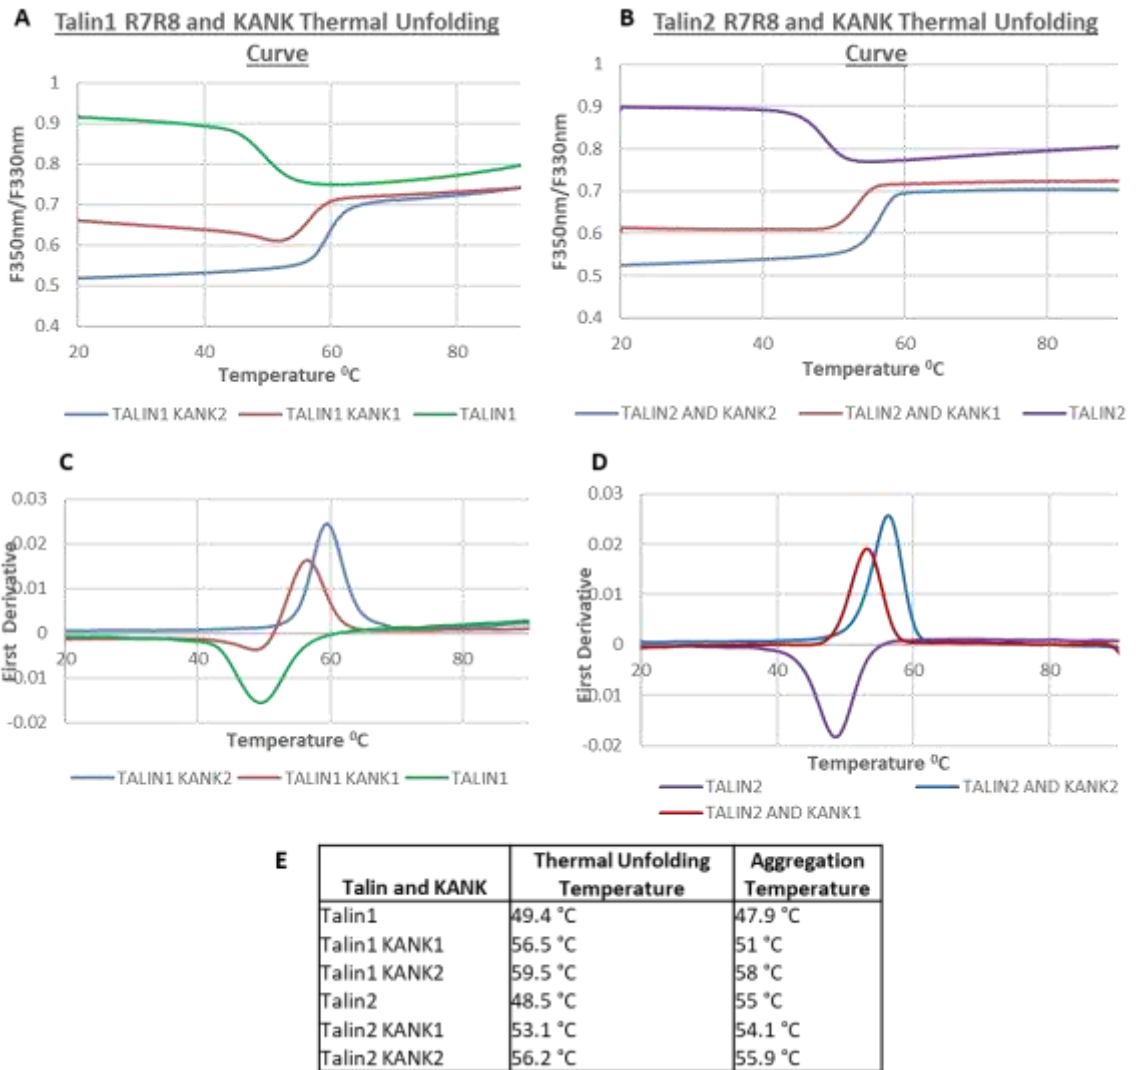 A
Talin1 R7R8 and KANK Thermal Unfolding
Curve
1
0.9
0.8
0.7
0.6
0.5
0.4
F350nm/F330nm
20 40 60 80
Temperature ⁰C
TALIN1 KANK2 TALIN1 KANK1 TALIN1
B
Talin2 R7R8 and KANK Thermal Unfolding
Curve
1
0.9
0.8
0.7
0.6
0.5
0.4
F350nm/F330nm
20 40 60 80
Temperature ⁰C
TALIN2 AND KANK2 TALIN2 AND KANK1 TALIN2
C
0.03
0.02
0.01
0
-0.01
-0.02
First Derivative
20 40 60 80
Temperature ⁰C
TALIN1 KANK2 TALIN1 KANK1 TALIN1
D
0.03
0.02
0.01
0
-0.01
-0.02
First Derivative
20 40 60 80
Temperature ⁰C
TALIN2 TALIN2 AND KANK2
TALIN2 AND KANK1
E
Talin and KANK Thermal Unfolding Temperature Aggregation Temperature
Talin1 49.4 °C 47.9 °C
Talin1 KANK1 56.5 °C 51 °C
Talin1 KANK2 59.5 °C 58 °C
Talin2 48.5 °C 55 °C
Talin2 KANK1 53.1 °C 54.1 °C
Talin2 KANK2 56.2 °C 55.9 °C